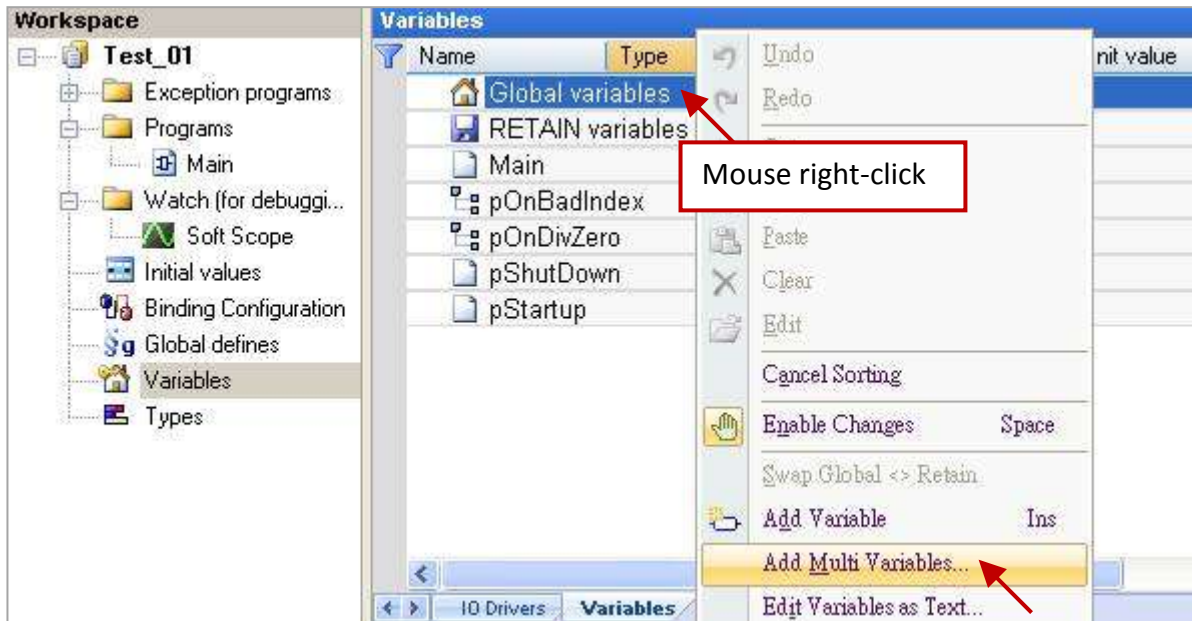 Workspace
Test_01
Exception programs
Programs
Main
Watch (for debuggi...
Soft Scope
Initial values
Binding Configuration
Global defines
Variables
Types
Variables
Name Type nit value
Global variables
RETAIN variables
Main
pOnBadIndex
pOnDivZero
pShutDown
pStartup
IO Drivers Variables
Undo
Redo
Mouse right-click
Paste
Clear
Edit
Cancel Sorting
Enable Changes Space
Swap Global <> Retain
Add Variable Ins
Add Multi Variables...
Edit Variables as Text...